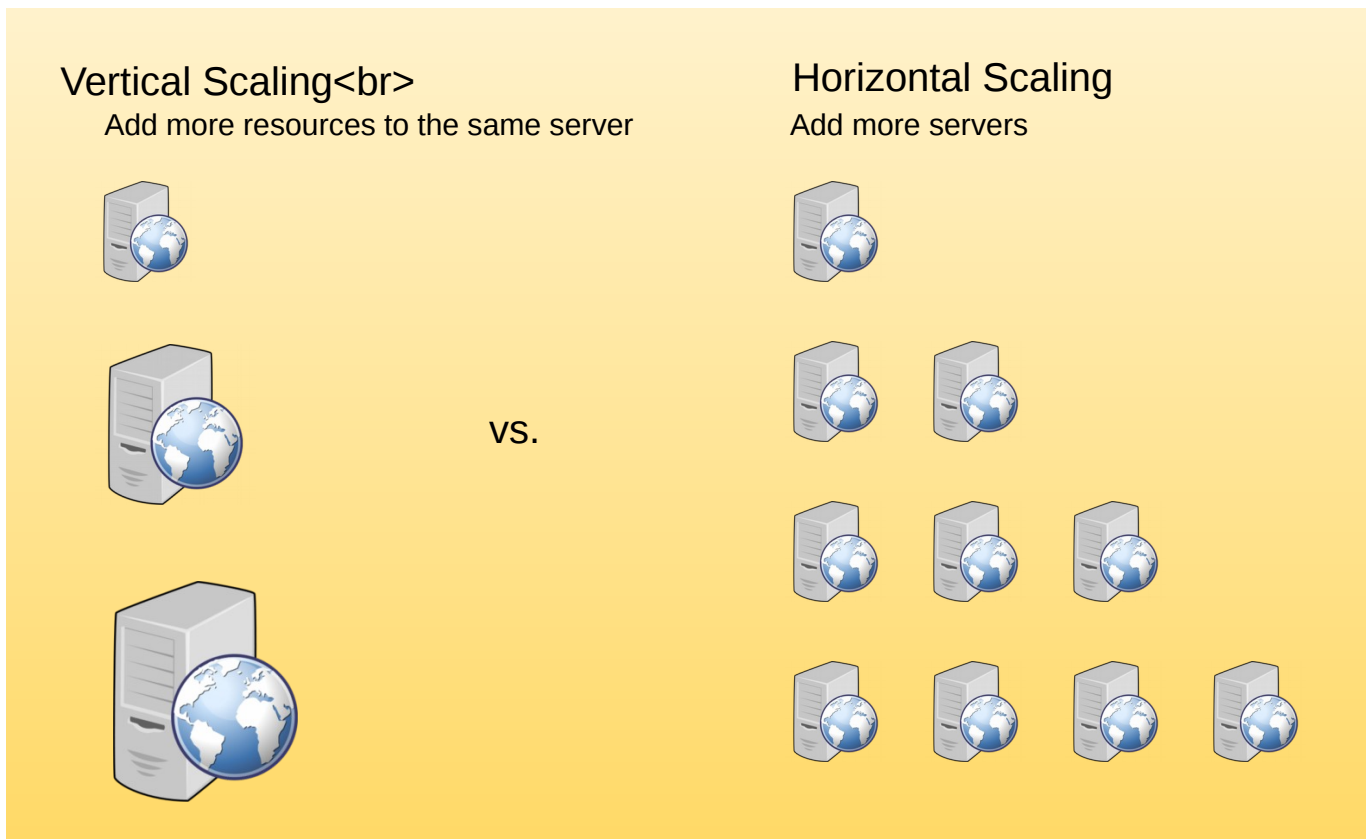 Vertical Scaling<br>
Add more resources to the same server
vs.
Horizontal Scaling
Add more servers